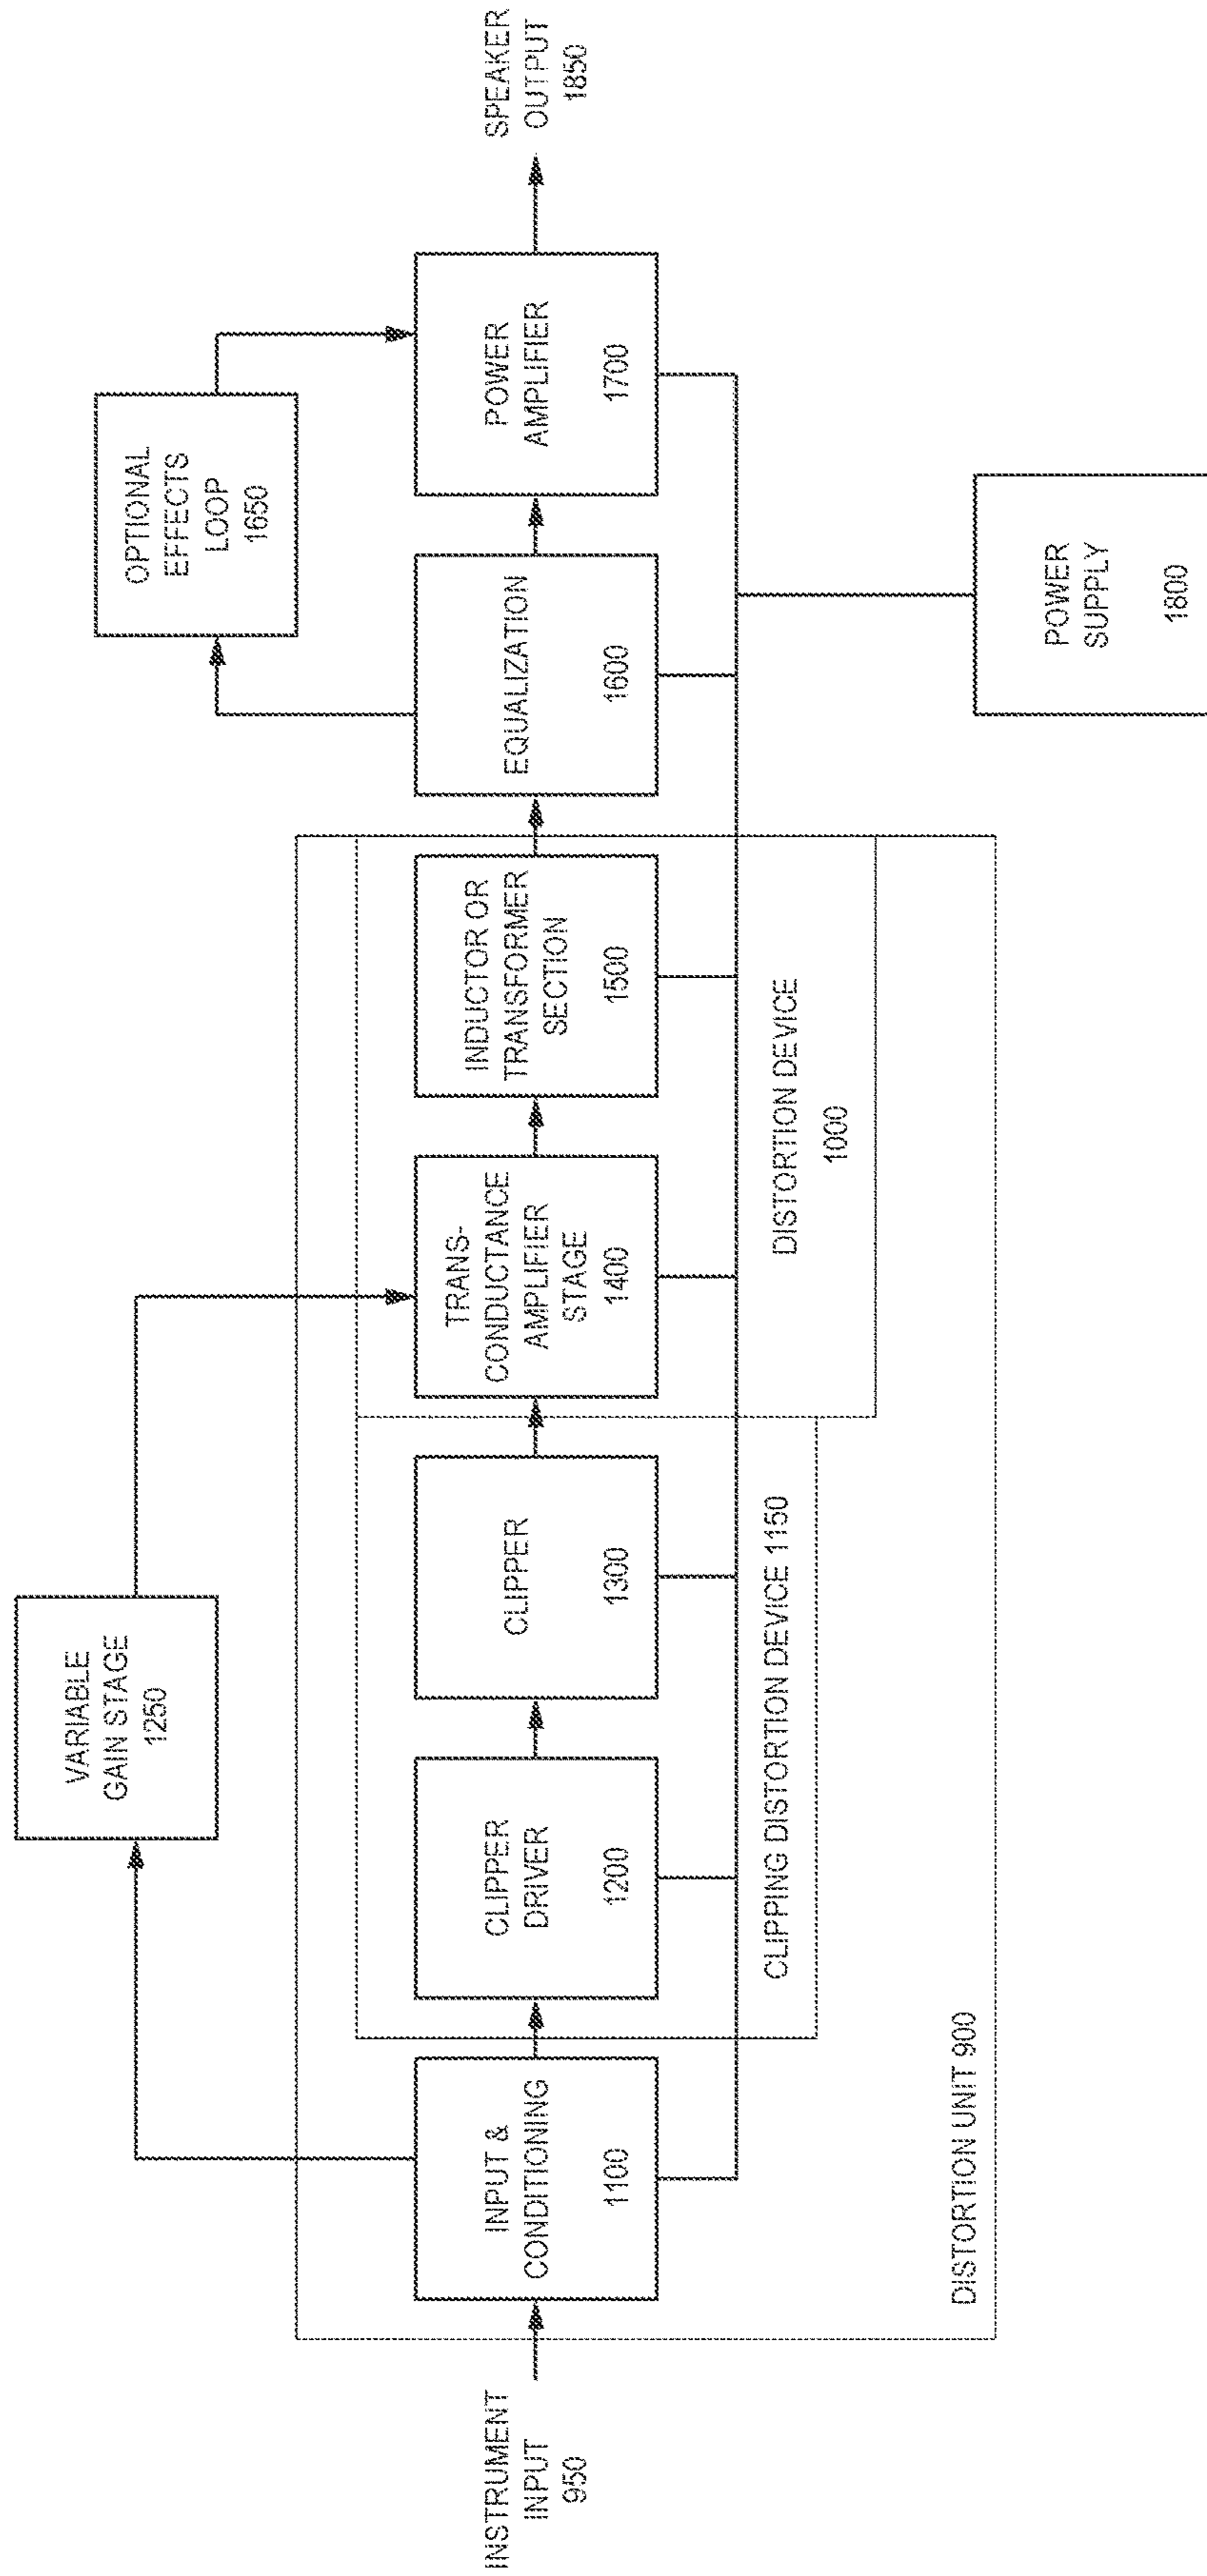 VARIABLE
GAIN STAGE
1250
OPTIONAL
EFFECTS
LOOP
1650
INSTRUMENT
INPUT
950
INPUT &
CONDITIONING
1100
CLIPPER
DRIVER
1200
CLIPPER
1300
TRANS-
CONDUCTANCE
AMPLIFIER
STAGE
1400
INDUCTOR OR
TRANSFORMER
SECTION
1500
EQUALIZATION
1600
POWER
AMPLIFIER
1700
SPEAKER
OUTPUT
1850
CLIPPING DISTORTION DEVICE 1150
DISTORTION DEVICE
1000
DISTORTION UNIT 900
POWER
SUPPLY
1800